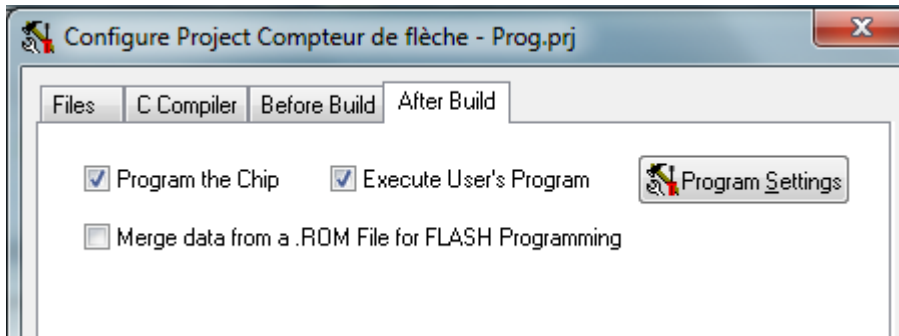 Configure Project Compteur de flèche - Prog.prj
Files C Compiler Before Build After Build
Program the Chip Execute User's Program Program Settings
Merge data from a .ROM File for FLASH Programming